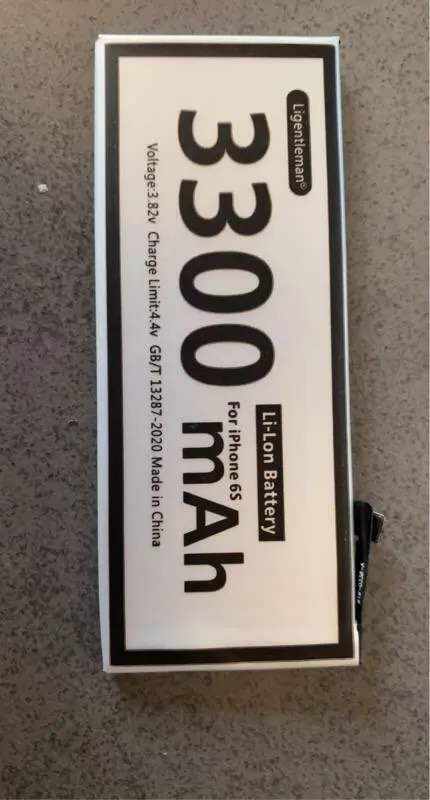 Ligentleman®
Li-Lon Battery
For iPhone 6S
3300 mAh
Voltage:3.82v Charge Limit:4.4v GB/T 13287-2020 Made in China